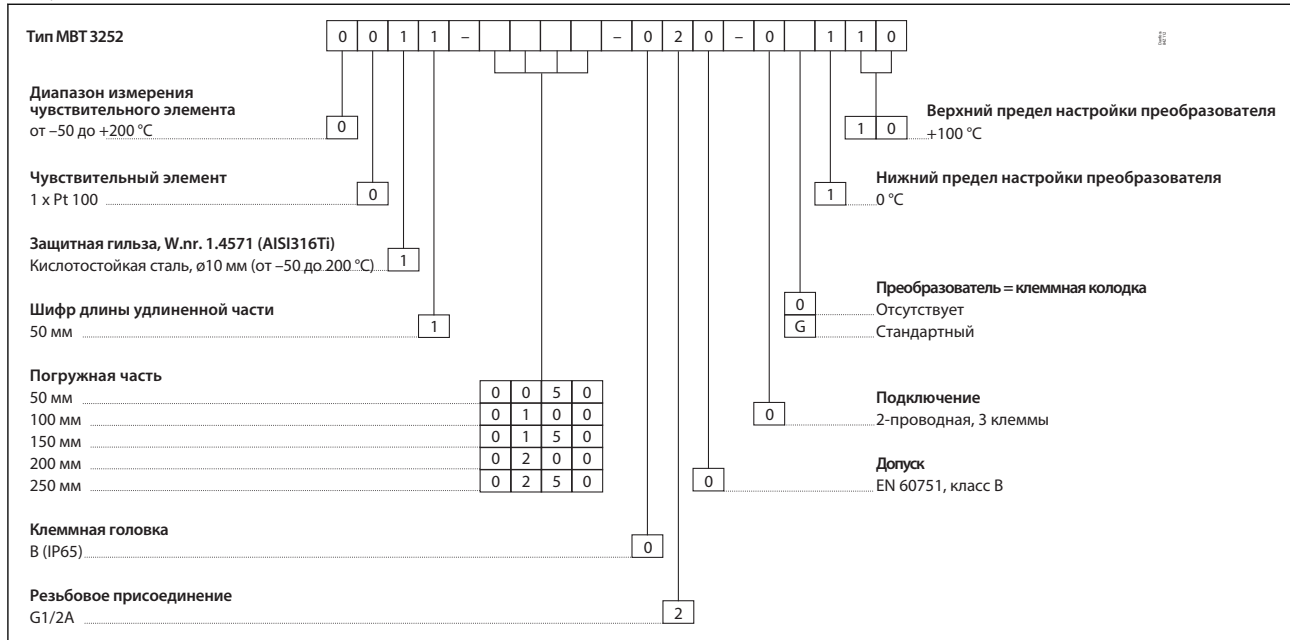 Тип MBT 3252
0 0 1 1 – – 0 2 0 – 0 1 1 0
Диапазон измерения
чувствительного элемента
от –50 до +200 °C
0
Чувствительный элемент
1 x Pt 100
0
Защитная гильза, W.nr. 1.4571 (AISI316Ti)
Кислотостойкая сталь, ø10 мм (от –50 до 200 °C)
1
Шифр длины удлиненной части
50 мм
1
Погружная часть
50 мм
0 0 5 0
100 мм
0 1 0 0
150 мм
0 1 5 0
200 мм
0 2 0 0
250 мм
0 2 5 0
Клеммная головка
B (IP65)
0
Резьбовое присоединение
G1/2A
2
Верхний предел настройки преобразователя
1 0
+100 °C
Нижний предел настройки преобразователя
1
0 °C
Преобразователь = клеммная колодка
0
Отсутствует
G
Стандартный
Подключение
0
2-проводная, 3 клеммы
Допуск
0
EN 60751, класс B